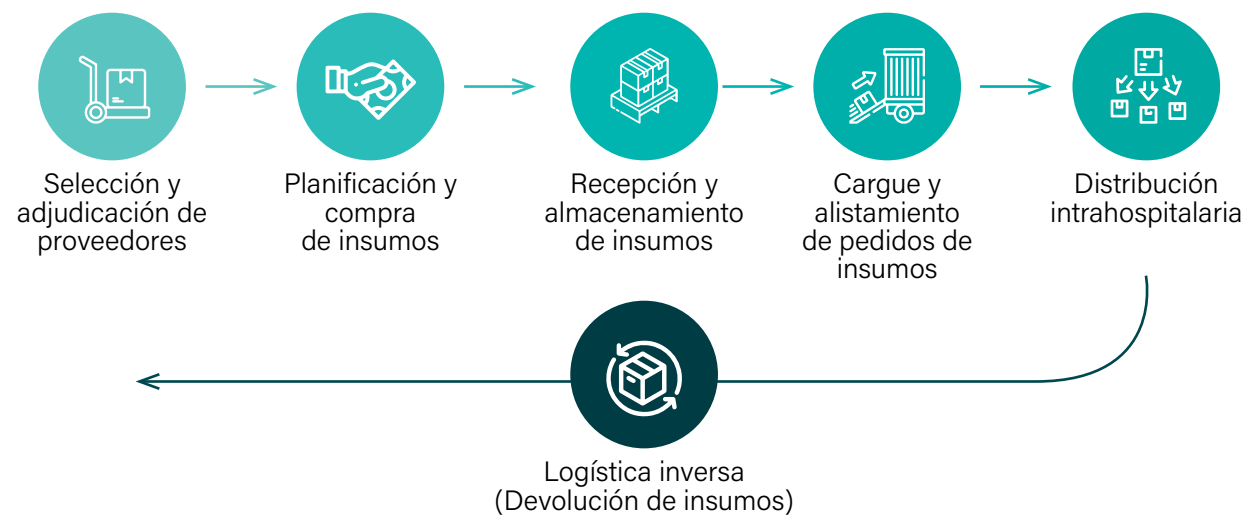 Selección y
adjudicación de
proveedores
Planificación y
compra
de insumos
Recepción y
almacenamiento
de insumos
Cargue y
alistamiento
de pedidos de
insumos
Distribución
intrahospitalaria
Logística inversa
(Devolución de insumos)